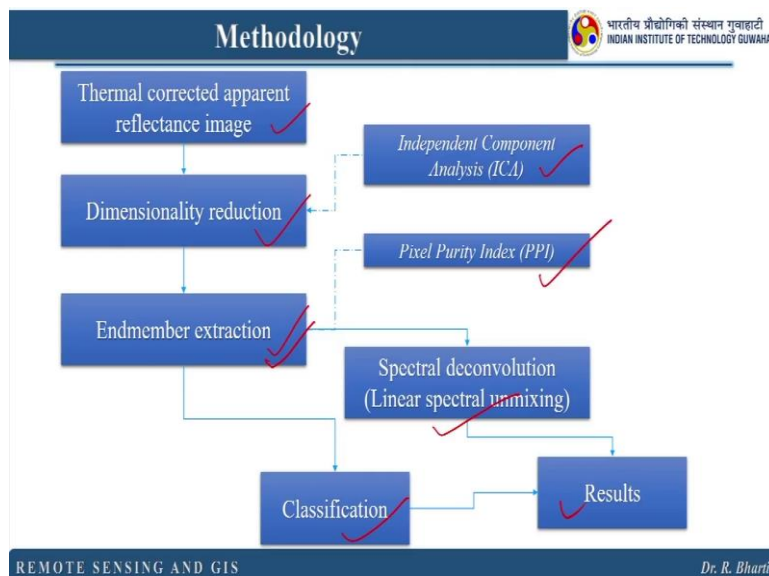 Methodology
भारतीय प्रौद्योगिकी संस्थान गुवाहाटी
INDIAN INSTITUTE OF TECHNOLOGY GUWAHA
Thermal corrected apparent
reflectance image
Independent Component
Analysis (ICA)
Dimensionality reduction
Pixel Purity Index (PPI)
Endmember extraction
Spectral deconvolution
(Linear spectral unmixing)
Classification
Results
REMOTE SENSING AND GIS
Dr. R. Bharti